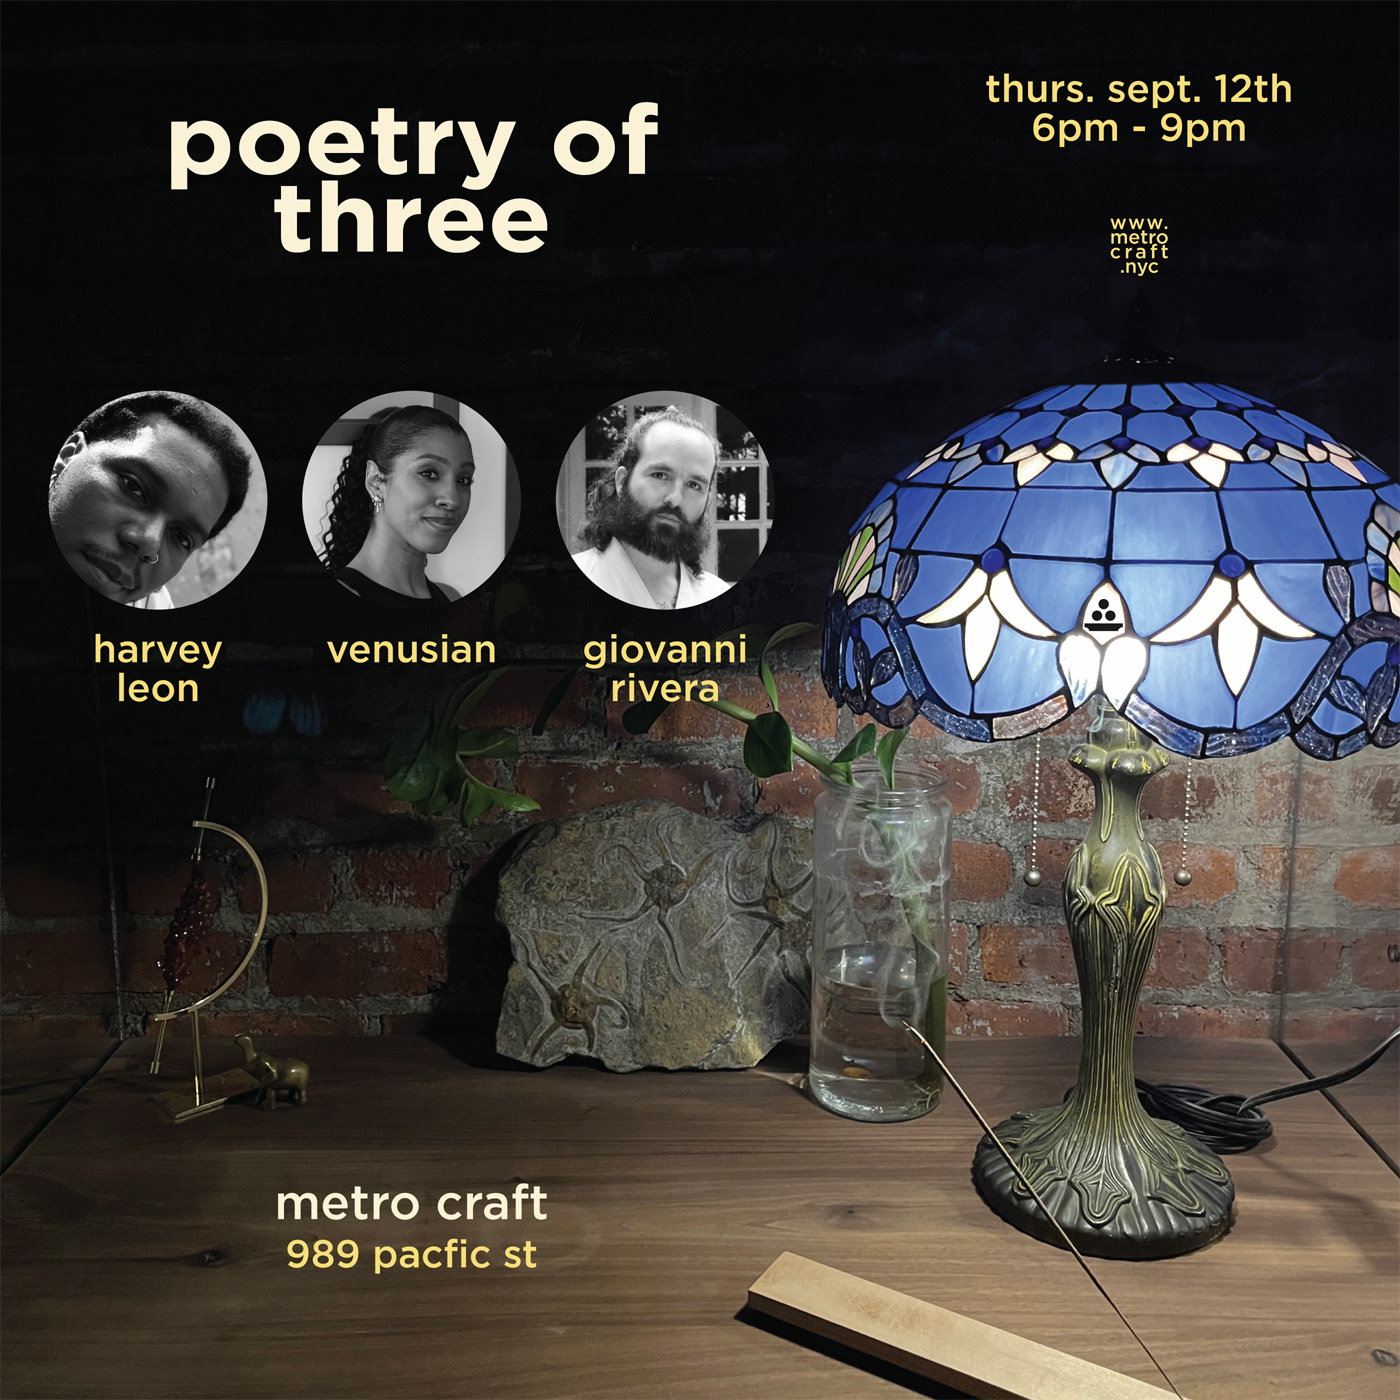 poetry of
three
thurs. sept. 12th
6pm - 9pm
www.
metro
craft
.nyc
harvey
leon
venusian
giovanni
rivera
metro craft
989 pacfic st